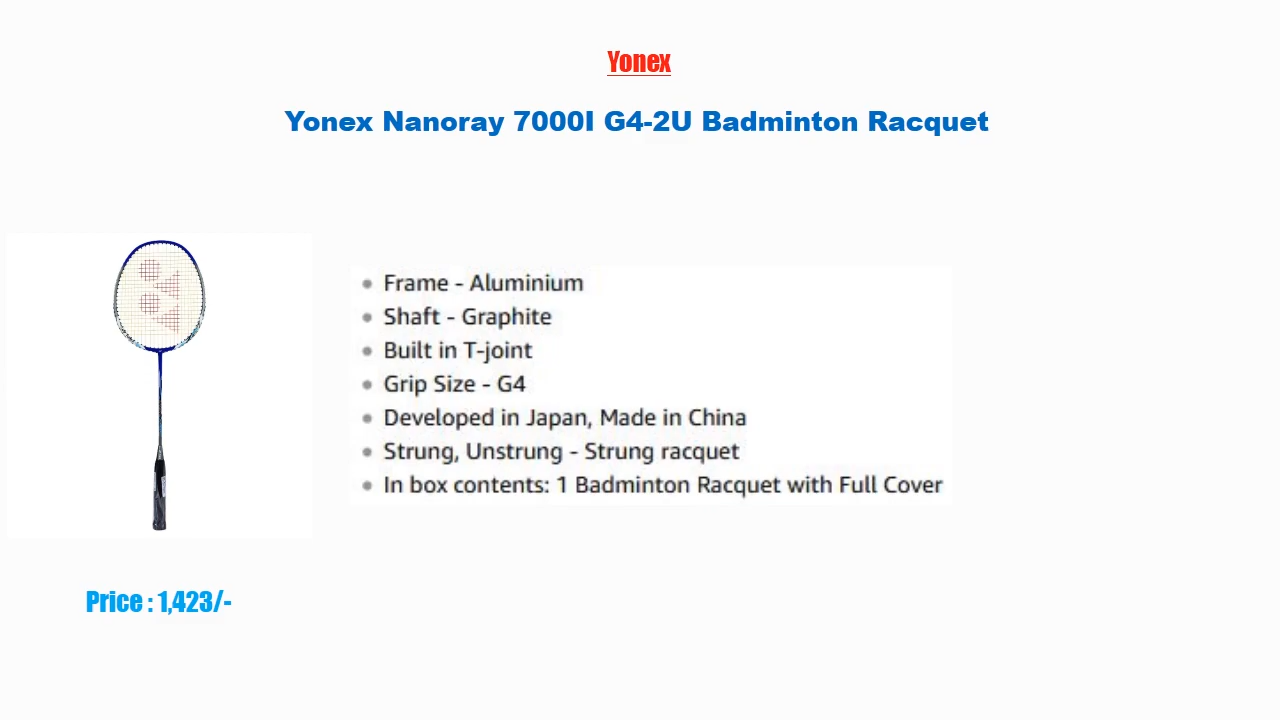 Yonex
Yonex Nanoray 7000I G4-2U Badminton Racquet
Frame - Aluminium
Shaft - Graphite
Built in T-joint
Grip Size - G4
Developed in Japan, Made in China
Strung, Unstrung - Strung racquet
In box contents: 1 Badminton Racquet with Full Cover
Price : 1,423/-